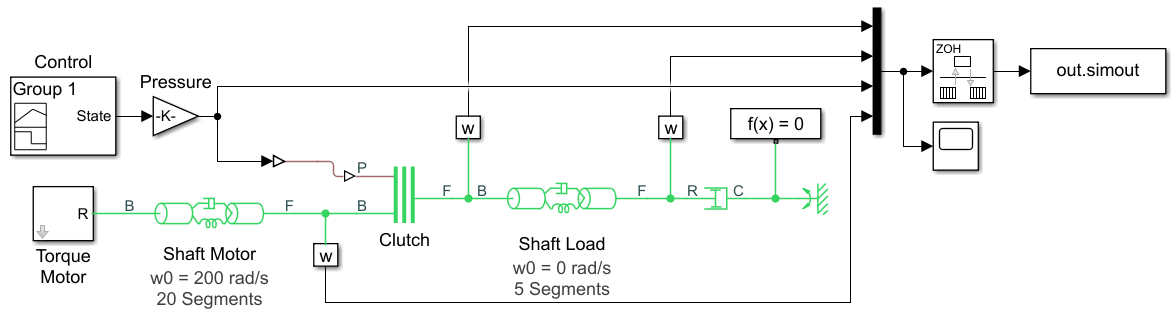 Control
Group 1
State
Pressure
-K-
w
w
f(x) = 0
ZOH
out.simout
P
R
B
F
B
F
B
F
R
C
Clutch
Torque
Motor
Shaft Motor
w0 = 200 rad/s
20 Segments
w
Shaft Load
w0 = 0 rad/s
5 Segments